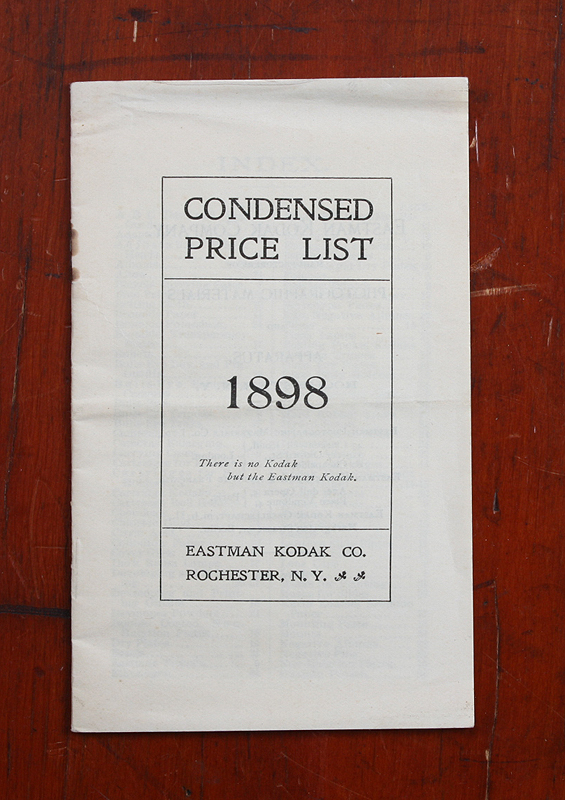 CONDENSED
PRICE LIST
1898
There is no Kodak
but the Eastman Kodak.
EASTMAN KODAK CO.
ROCHESTER, N. Y.